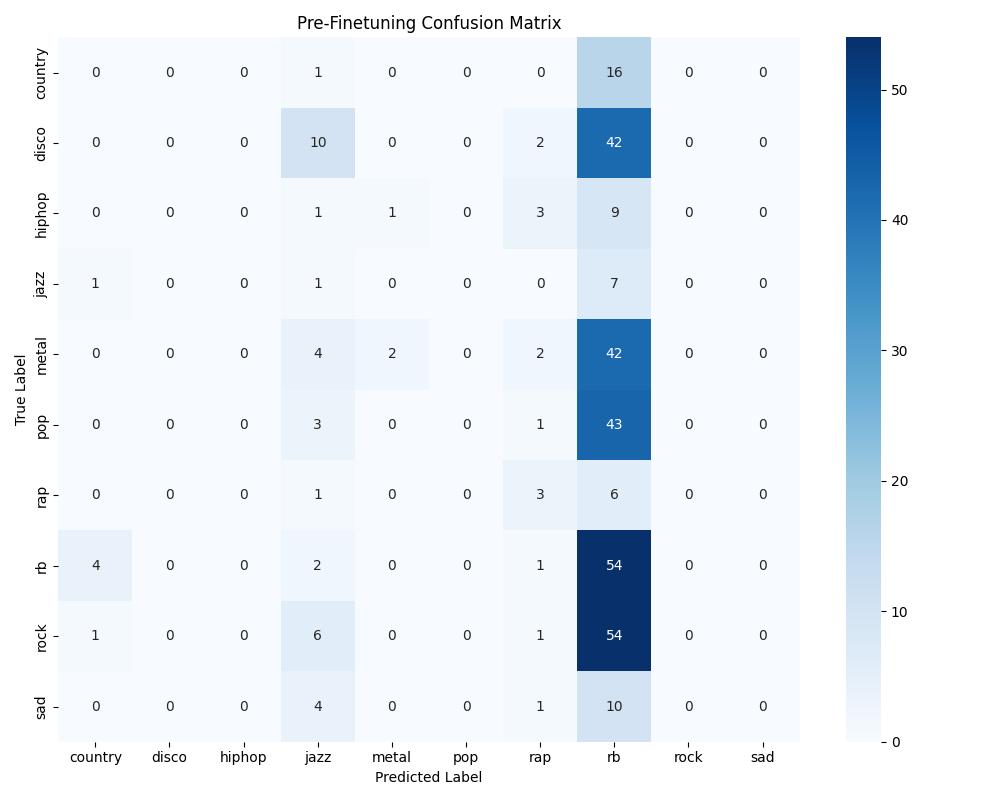 Pre-Finetuning Confusion Matrix
True Label
country 0 0 0 1 0 0 0 16 0 0
disco 0 0 0 10 0 0 2 42 0 0
hiphop 0 0 0 1 1 0 3 9 0 0
jazz 1 0 0 1 0 0 0 7 0 0
metal 0 0 0 4 2 0 2 42 0 0
pop 0 0 0 3 0 0 1 43 0 0
rap 0 0 0 1 0 0 3 6 0 0
rb 4 0 0 2 0 0 1 54 0 0
rock 1 0 0 6 0 0 1 54 0 0
sad 0 0 0 4 0 0 1 10 0 0
country disco hiphop jazz metal pop rap rb rock sad
Predicted Label
50
40
30
20
10
0